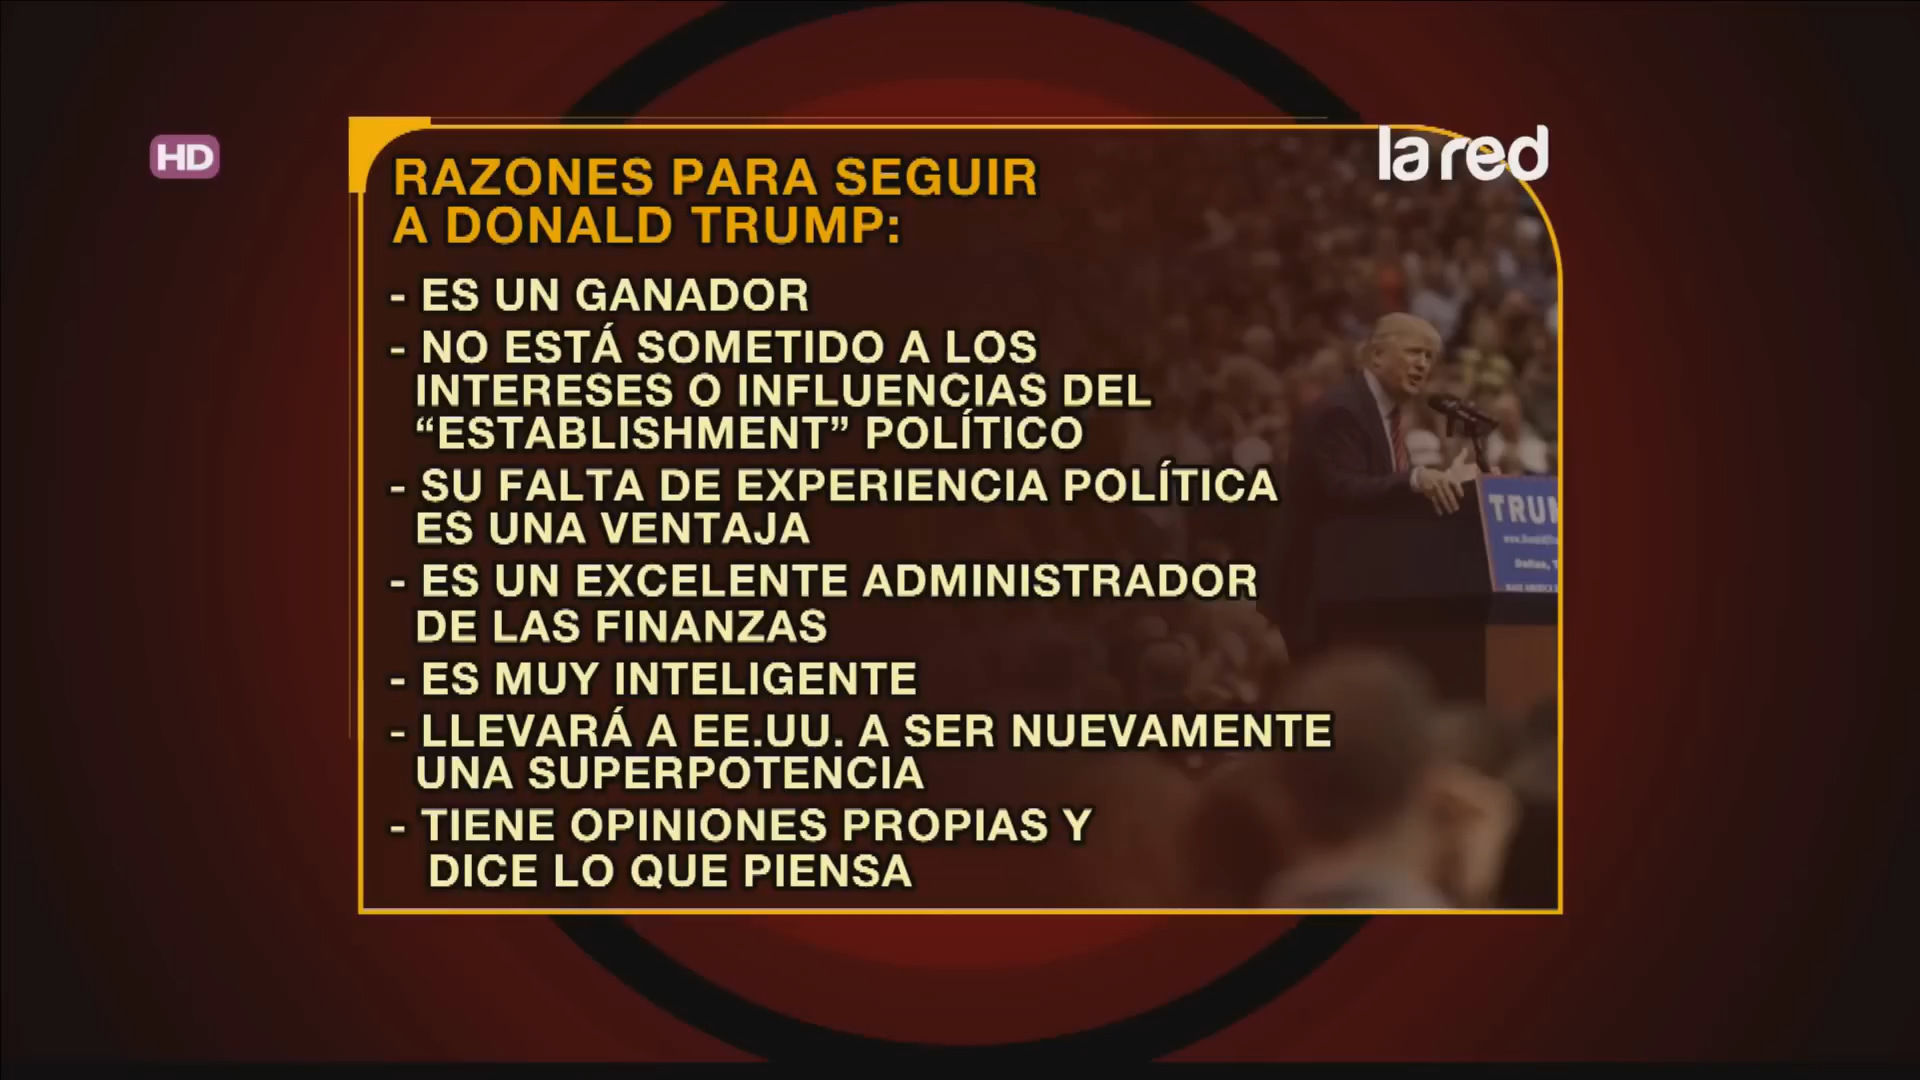 HD
la red
RAZONES PARA SEGUIR
A DONALD TRUMP:
- ES UN GANADOR
- NO ESTÁ SOMETIDO A LOS
INTERESES O INFLUENCIAS DEL
“ESTABLISHMENT” POLÍTICO
- SU FALTA DE EXPERIENCIA POLÍTICA
ES UNA VENTAJA
- ES UN EXCELENTE ADMINISTRADOR
DE LAS FINANZAS
- ES MUY INTELIGENTE
- LLEVARÁ A EE.UU. A SER NUEVAMENTE
UNA SUPERPOTENCIA
- TIENE OPINIONES PROPIAS Y
DICE LO QUE PIENSA
TRUM
Dallas,